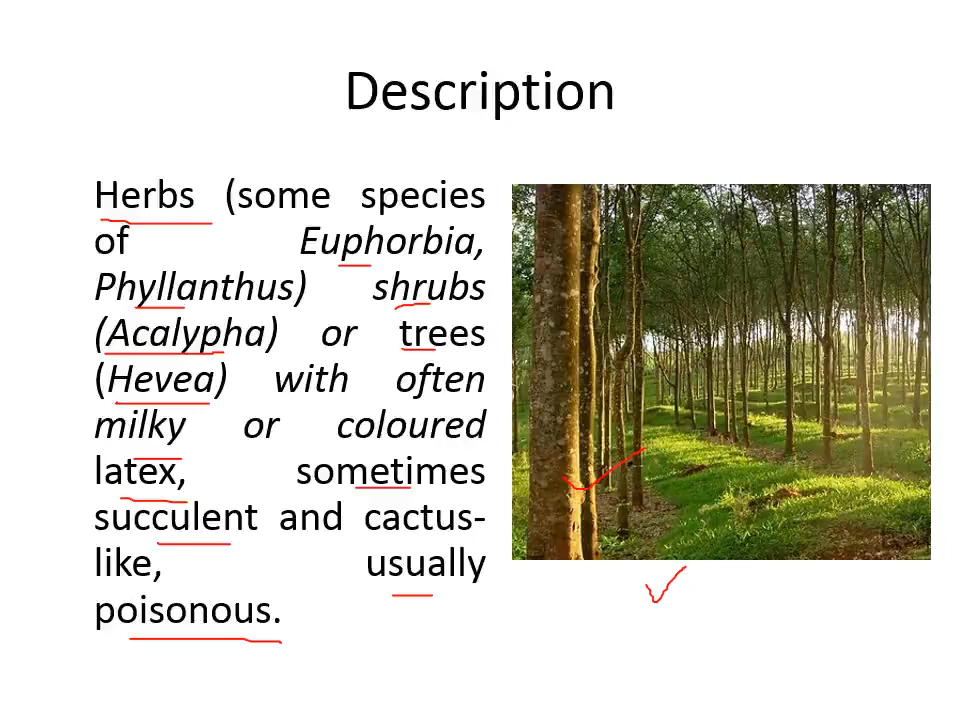 Description
Herbs (some species
of Euphorbia,
Phyllanthus) shrubs
(Acalypha) or trees
(Hevea) with often
milky or coloured
latex, sometimes
succulent and cactus-
like, usually
poisonous.